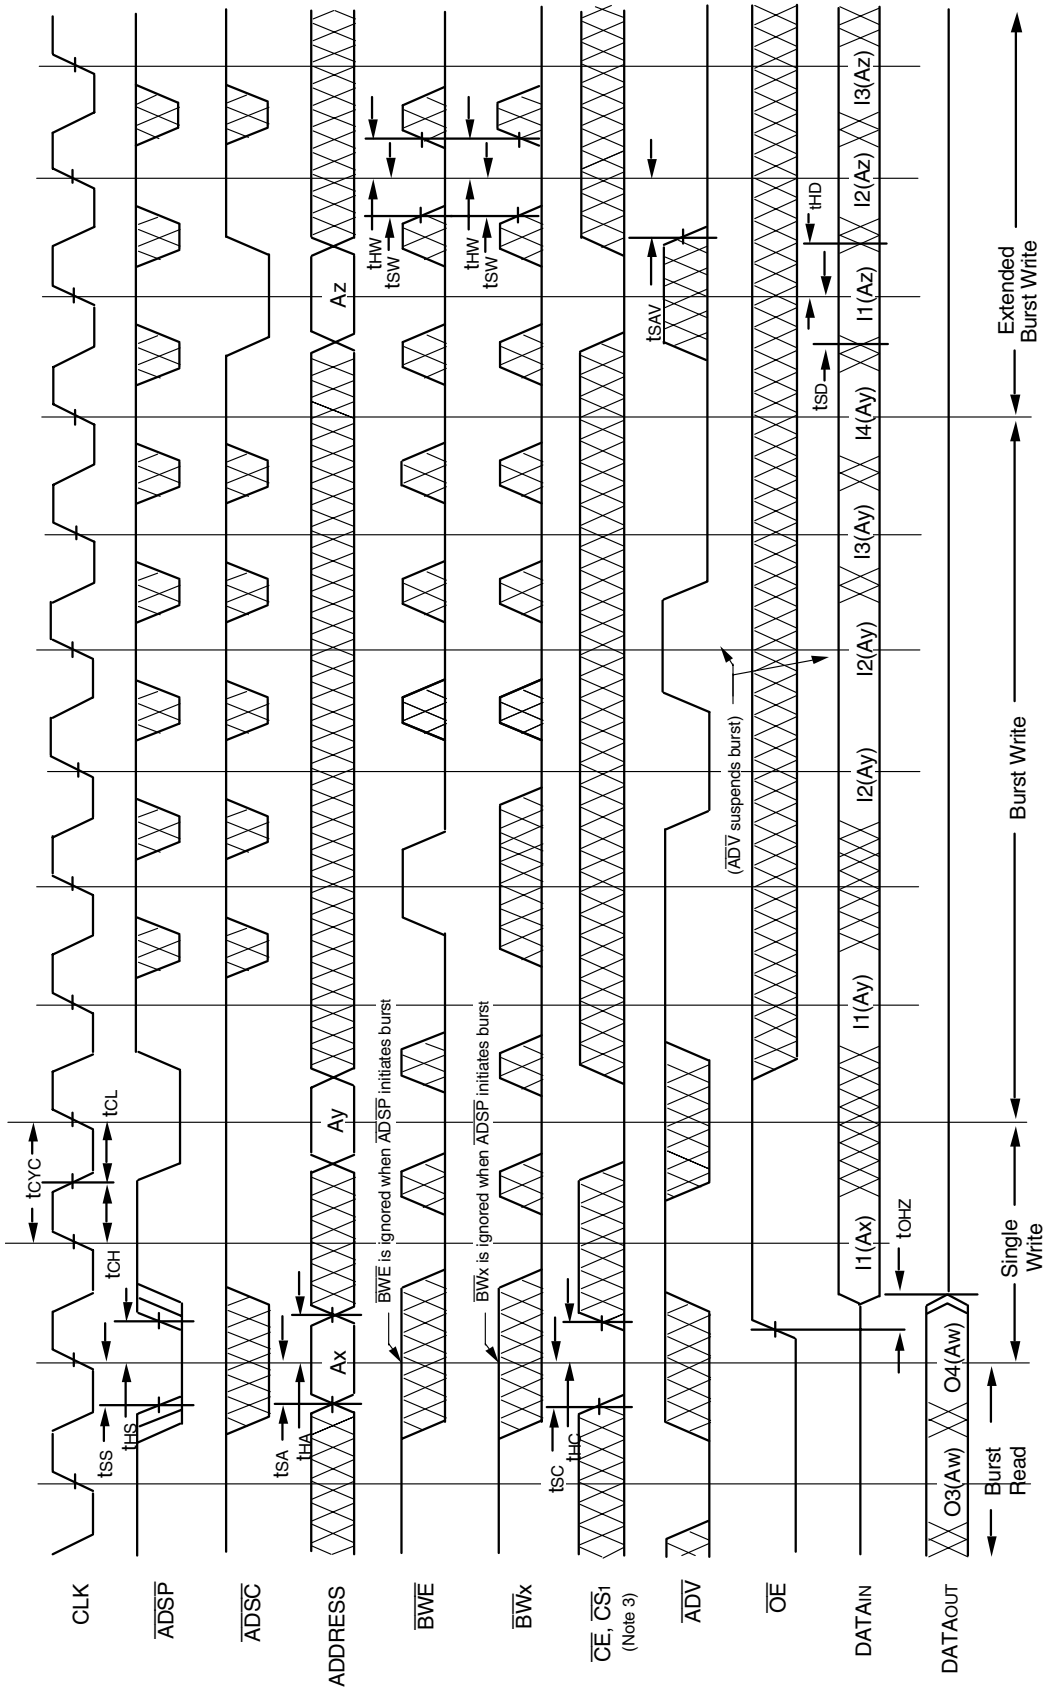 CLK
tCYC
tCH
tCL
ADSP
tSS
tHS
ADSC
ADDRESS
Ax
Ay
Az
tSA
tHA
BWE
BWE is ignored when ADSP initiates burst
tHW
tSW
BWx
BWx is ignored when ADSP initiates burst
tHW
tSW
CE, CS1
(Note 3)
tSC
tHC
ADV
tSAV
(ADV suspends burst)
OE
tOHZ
tSD
tHD
DATAIN
I1(Ax)
I1(Ay)
I2(Ay)
I2(Ay)
I3(Ay)
I4(Ay)
I1(Az)
I2(Az)
I3(Az)
DATAOUT
O3(Aw)
O4(Aw)
Burst
Read
Single
Write
Burst Write
Extended
Burst Write